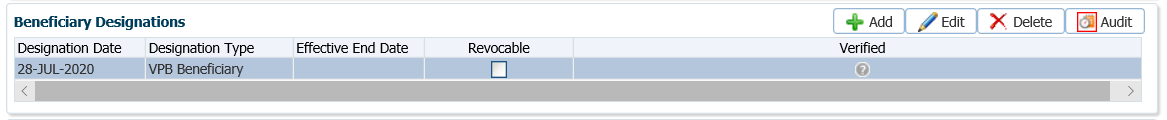 Beneficiary Designations Add Edit Delete Audit
Designation Date Designation Type Effective End Date Revocable Verified
28-JUL-2020 VPB Beneficiary ?